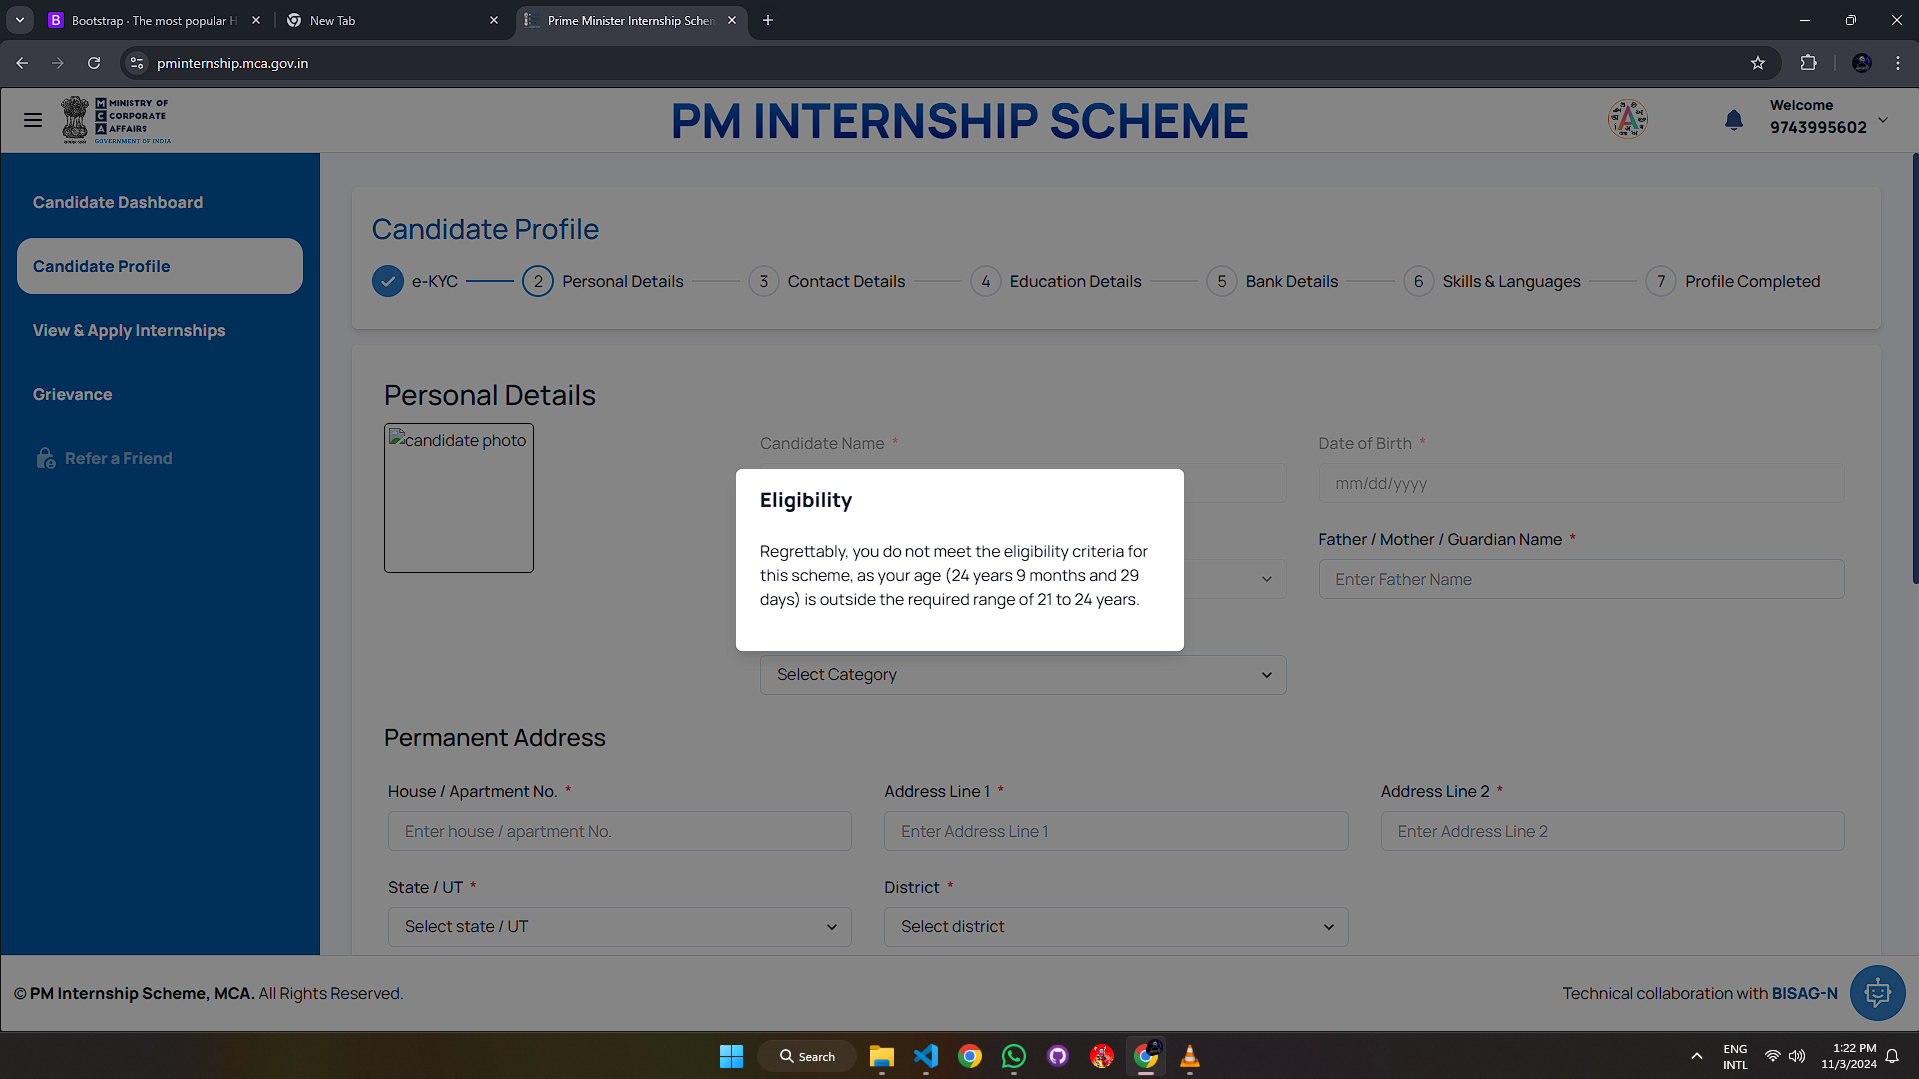 Bootstrap · The most popular H
New Tab
Prime Minister Internship Schem
pminternship.mca.gov.in
MCA
MINISTRY OF
CORPORATE
AFFAIRS
GOVERNMENT OF INDIA
PM INTERNSHIP SCHEME
Welcome
9743995602
Candidate Dashboard
Candidate Profile
View & Apply Internships
Grievance
Refer a Friend
Candidate Profile
e-KYC
2 Personal Details
3 Contact Details
4 Education Details
5 Bank Details
6 Skills & Languages
7 Profile Completed
Personal Details
candidate photo
Candidate Name *
Date of Birth *
mm/dd/yyyy
Father / Mother / Guardian Name *
Enter Father Name
Eligibility
Regrettably, you do not meet the eligibility criteria for
this scheme, as your age (24 years 9 months and 29
days) is outside the required range of 21 to 24 years.
Select Category
Permanent Address
House / Apartment No. *
Address Line 1 *
Address Line 2 *
Enter house / apartment No.
Enter Address Line 1
Enter Address Line 2
State / UT *
District *
Select state / UT
Select district
© PM Internship Scheme, MCA. All Rights Reserved.
Technical collaboration with BISAG-N
Search
ENG
INTL
1:22 PM
11/3/2024